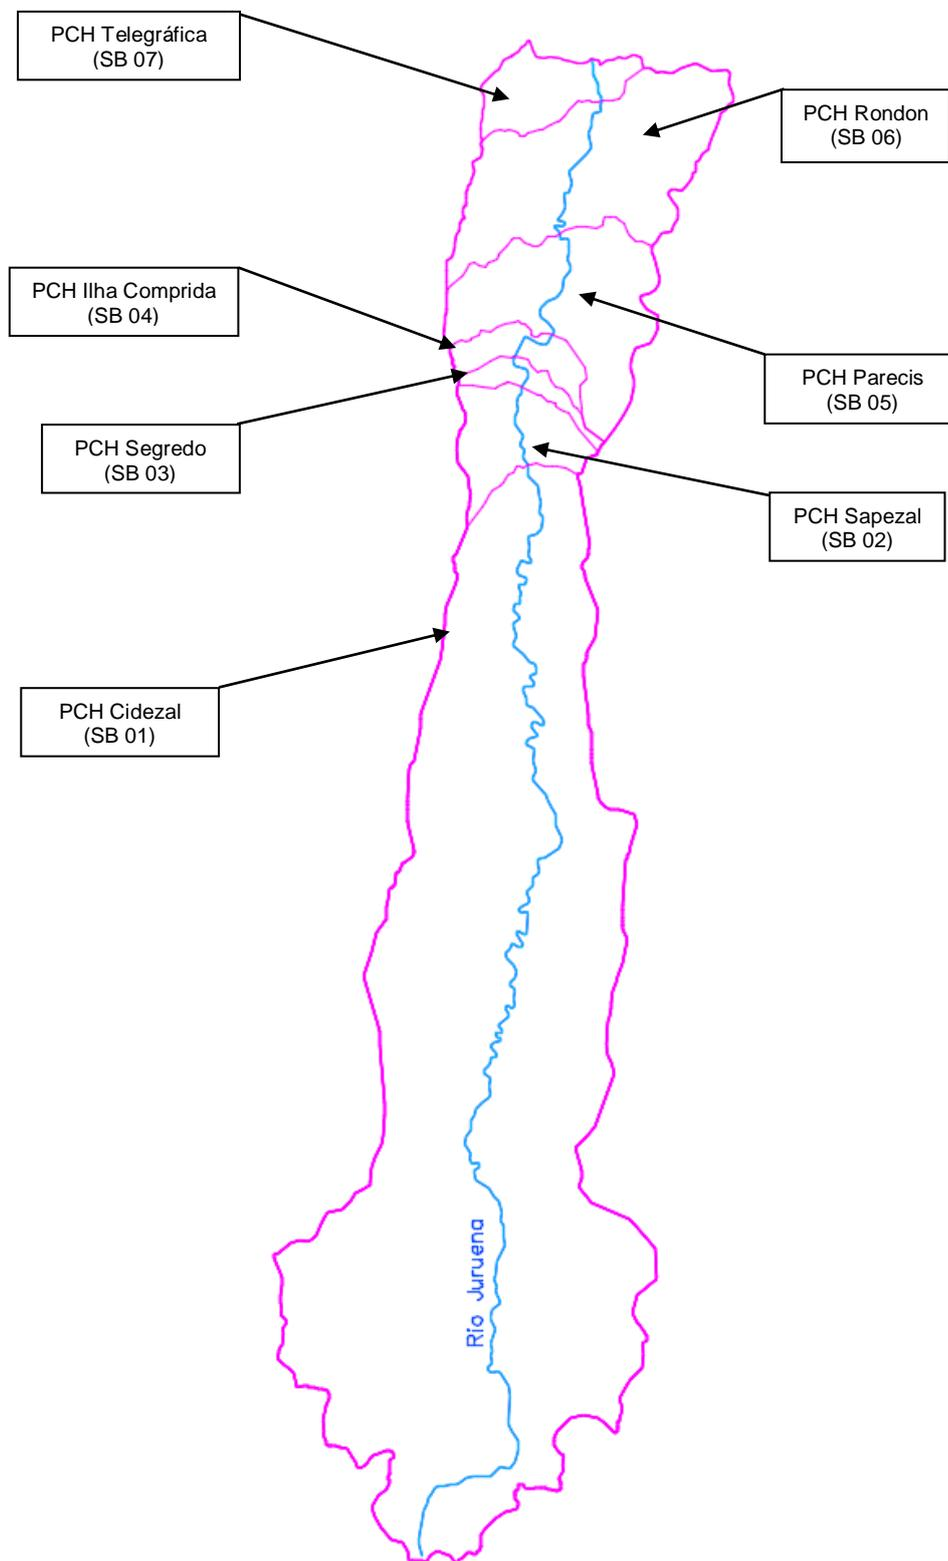 PCH Telegráfica
(SB 07)
PCH Rondon
(SB 06)
PCH Ilha Comprida
(SB 04)
PCH Parecis
(SB 05)
PCH Segredo
(SB 03)
PCH Sapezal
(SB 02)
PCH Cidezal
(SB 01)
Rio Juruena